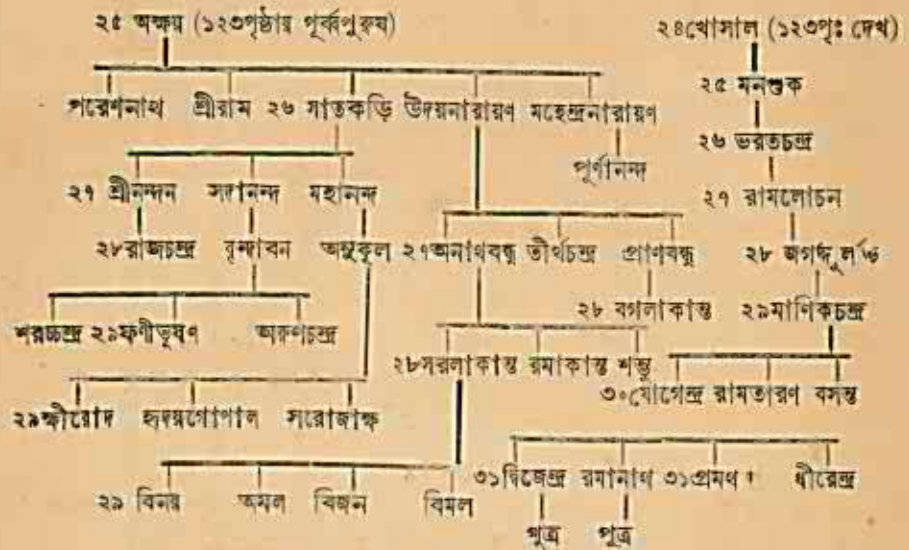 ২৫ অক্ষয় (১২৩পৃষ্ঠায় পূর্ব্বপুরুষ) ২৪খোসাল (১২৩পৃঃ দেখ)
২৫ মনশুক
পরেশনাথ শ্রীরাম ২৬ সাতকড়ি উদয়নারায়ণ মহেন্দ্রনারায়ণ
২৬ ভরতচন্দ্র
পূর্ণানন্দ
২৭ শ্রীনন্দন সদানন্দ মহানন্দ ২৭ রামলোচন
২৮রাজচন্দ্র বৃন্দাবন অনুকূল ২৭অনাথবন্ধু তীর্থচন্দ্র প্রাণবন্ধু ২৮ জগদ্দুর্লভ
২৮ বগলাকান্ত ২৯মাণিকচন্দ্র
শরচ্চন্দ্র ২৯ফণীভূষণ অরুণচন্দ্র
২৮সরলাকান্ত রমাকান্ত শম্ভু
৩০যোগেন্দ্র রামতারণ বসন্ত
২৯ক্ষীরোদ হৃদয়গোপাল সরোজাক্ষ
৩১দ্বিজেন্দ্র রমানাথ ৩১প্রমথ ধীরেন্দ্র
২৯ বিনয় অমল বিজন বিমল
পুত্র পুত্র